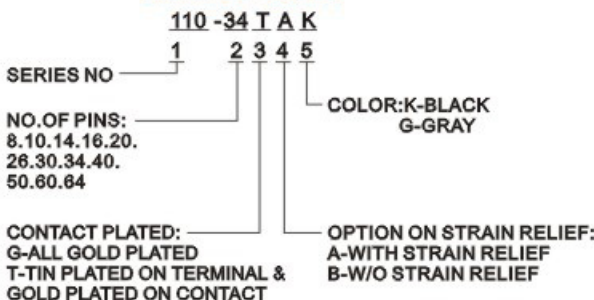 110 -34 T A K
1 2 3 4 5
SERIES NO
COLOR:K-BLACK
G-GRAY
NO.OF PINS:
8.10.14.16.20.
26.30.34.40.
50.60.64
CONTACT PLATED:
G-ALL GOLD PLATED
T-TIN PLATED ON TERMINAL &
GOLD PLATED ON CONTACT
OPTION ON STRAIN RELIEF:
A-WITH STRAIN RELIEF
B-W/O STRAIN RELIEF